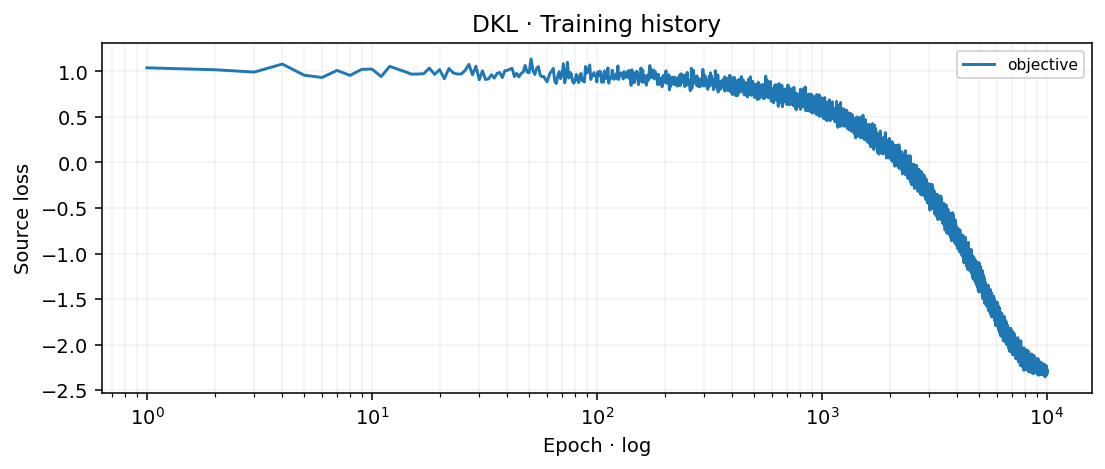 DKL · Training history
objective
Source loss
1.0
0.5
0.0
−0.5
−1.0
−1.5
−2.0
−2.5
10⁰ 10¹ 10² 10³ 10⁴
Epoch · log